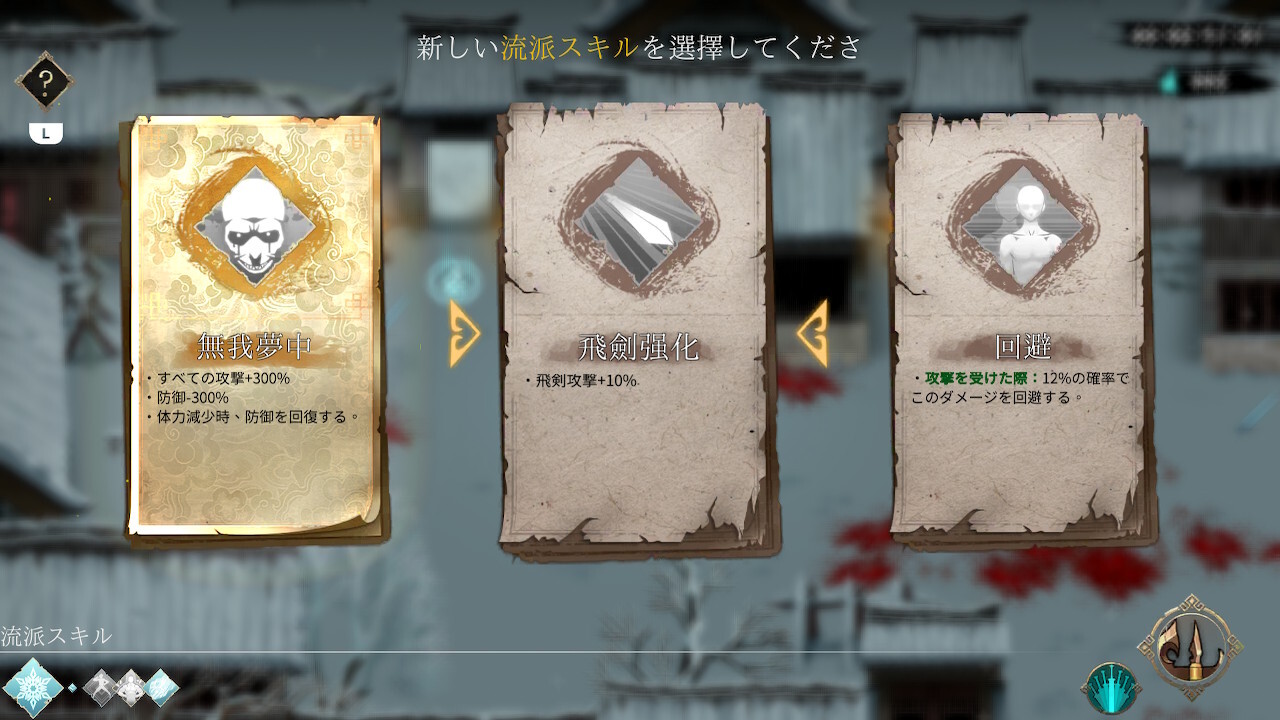 新しい流派スキルを選擇してくださ
?
L
無我夢中
・すべての攻撃+300%
・防御-300%
・体力減少時、防御を回復する。
飛劍强化
・飛剣攻撃+10%
回避
・攻撃を受けた際：12%の確率で
このダメージを回避する。
流派スキル